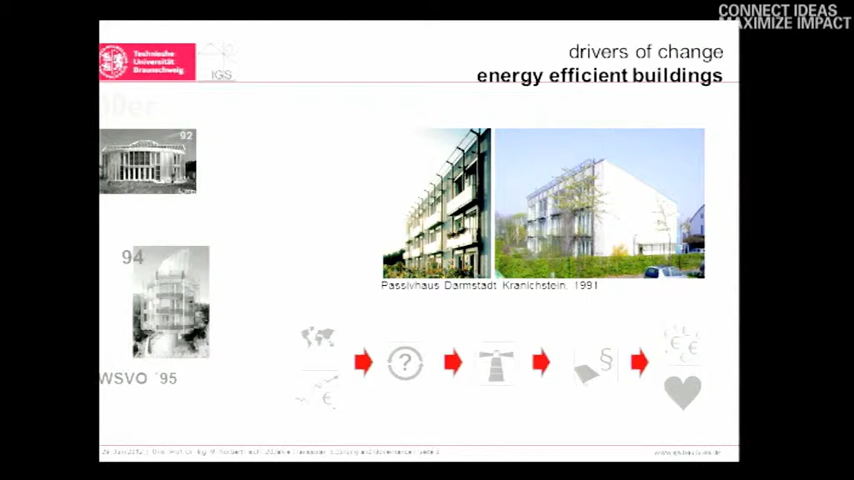 CONNECT IDEAS
MAXIMIZE IMPACT
Technische
Universität
Braunschweig
IGS
drivers of change
energy efficient buildings
92
94
WSVO '95
Passivhaus Darmstadt Kranichstein, 1991
?
§
€
€ €